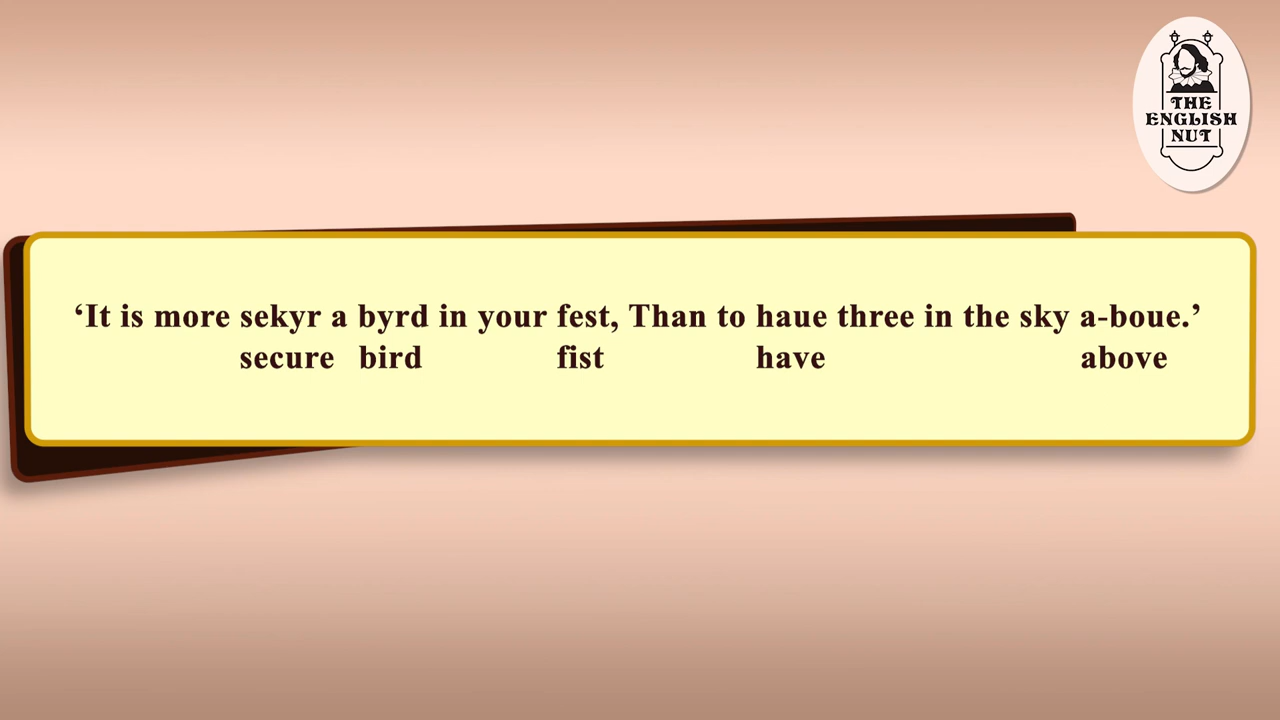 THE
ENGLISH
NUT
‘It is more sekyr a byrd in your fest, Than to haue three in the sky a-boue.’
secure bird fist have above